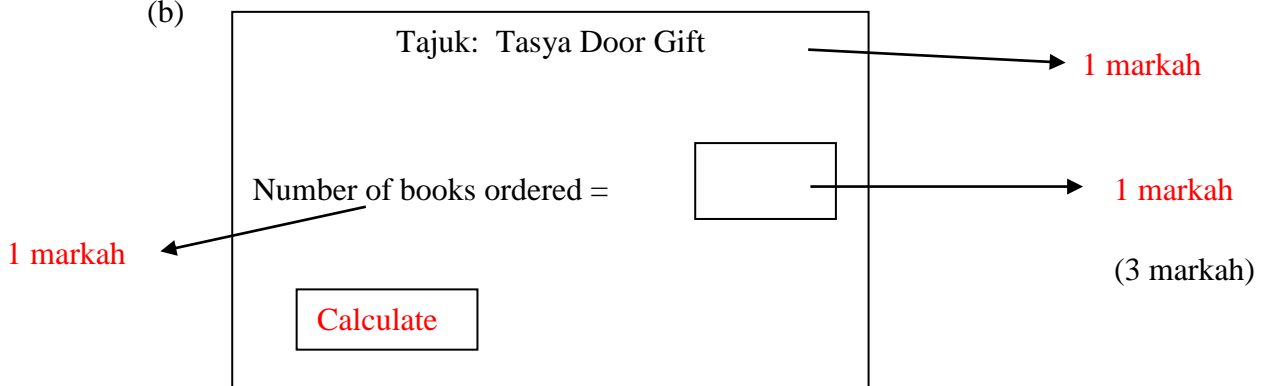 (b)
Tajuk: Tasya Door Gift
1 markah
Number of books ordered =
1 markah
1 markah
(3 markah)
Calculate